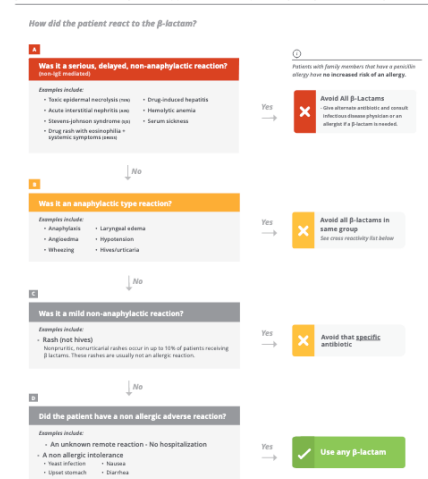 How did the patient react to the β-lactam?
A
Was it a serious, delayed, non-anaphylactic reaction?
(non-IgE mediated)
Examples include:
• Toxic epidermal necrolysis (TEN)
• Drug-induced hepatitis
• Acute interstitial nephritis (AIN)
• Hemolytic anemia
• Stevens-Johnson syndrome (SJS)
• Serum sickness
• Drug rash with eosinophilia +
systemic symptoms (DRESS)
Yes
Patients with family members that have a penicillin
allergy have no increased risk of an allergy.
Avoid All β-Lactams
- Give alternate antibiotic and consult
infectious disease physician or an
allergist if a β-lactam is needed.
No
B
Was it an anaphylactic type reaction?
Examples include:
• Anaphylaxis
• Laryngeal edema
• Angioedma
• Hypotension
• Wheezing
• Hives/urticaria
Yes
Avoid all β-lactams in
same group
See cross reactivity list below
No
C
Was it a mild non-anaphylactic reaction?
Examples include:
- Rash (not hives)
Nonpruritic, nonurticarial rashes occur in up to 10% of patients receiving
β lactams. These rashes are usually not an allergic reaction.
Yes
Avoid that specific
antibiotic
No
D
Did the patient have a non allergic adverse reaction?
Examples include:
- An unknown remote reaction - No hospitalization
- A non allergic intolerance
• Yeast infection
• Nausea
• Upset stomach
• Diarrhea
Yes
Use any β-lactam